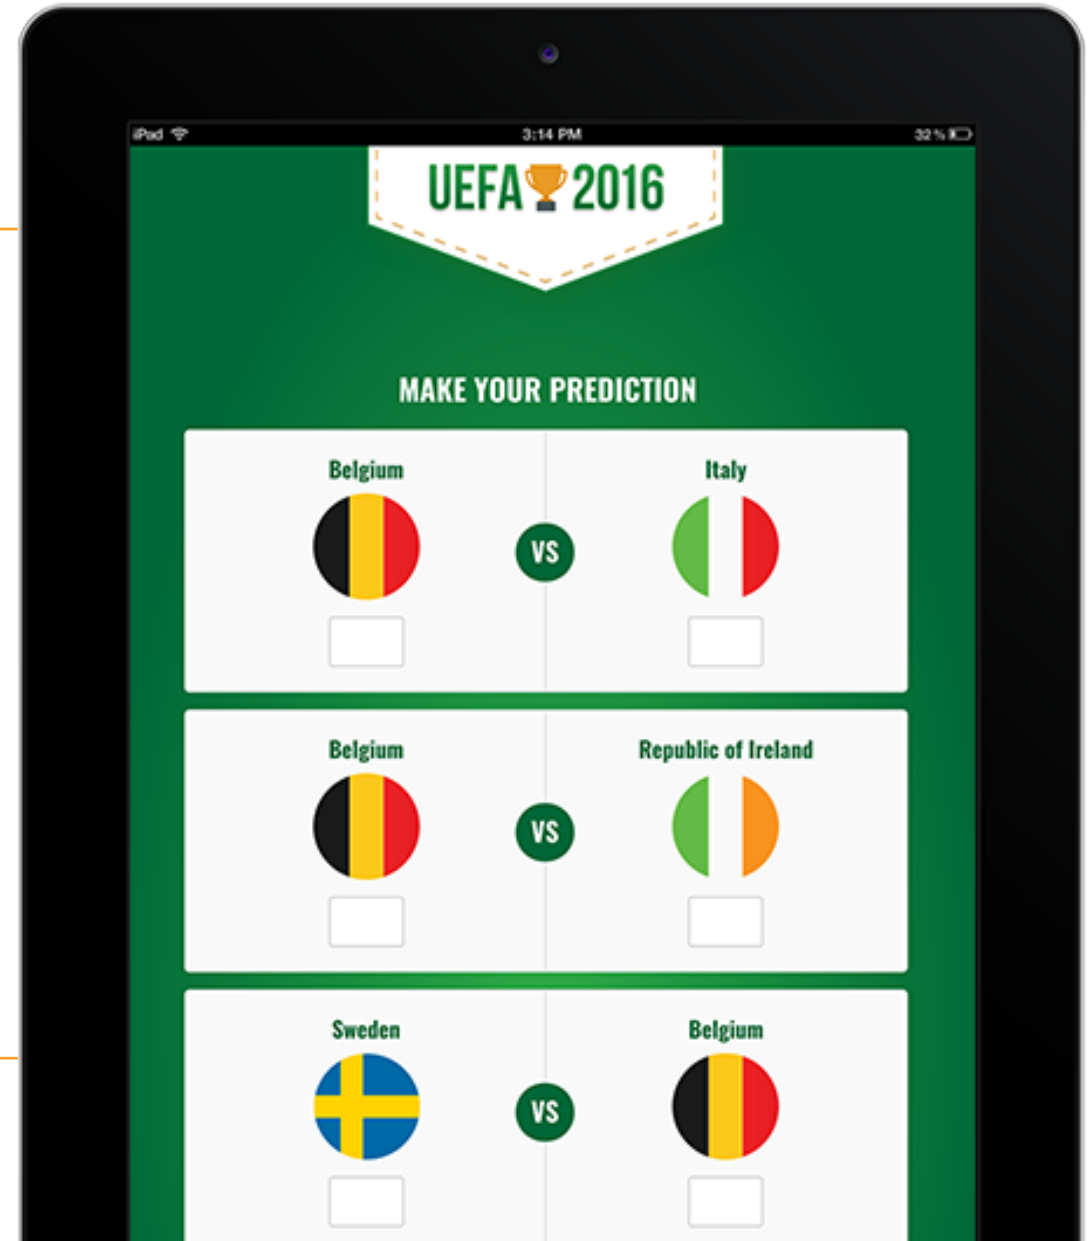 iPad 3:14 PM 32%
UEFA 2016
MAKE YOUR PREDICTION
Belgium Italy
VS
Belgium Republic of Ireland
VS
Sweden Belgium
VS